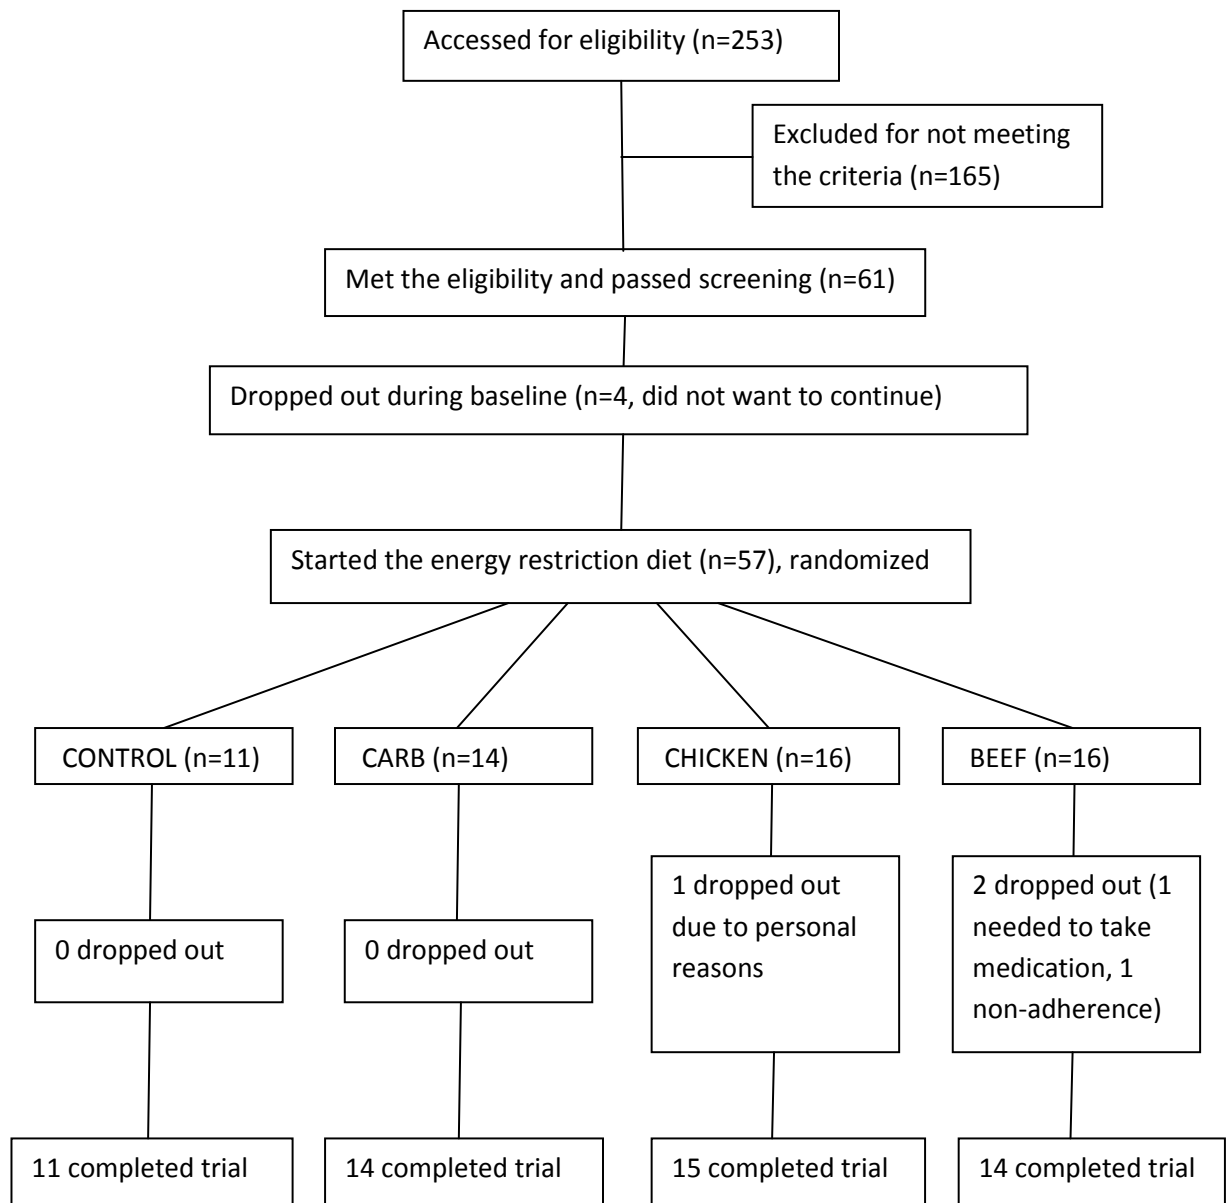 Accessed for eligibility (n=253)
Excluded for not meeting
the criteria (n=165)
Met the eligibility and passed screening (n=61)
Dropped out during baseline (n=4, did not want to continue)
Started the energy restriction diet (n=57), randomized
CONTROL (n=11)
CARB (n=14)
CHICKEN (n=16)
BEEF (n=16)
0 dropped out
0 dropped out
1 dropped out
due to personal
reasons
2 dropped out (1
needed to take
medication, 1
non-adherence)
11 completed trial
14 completed trial
15 completed trial
14 completed trial